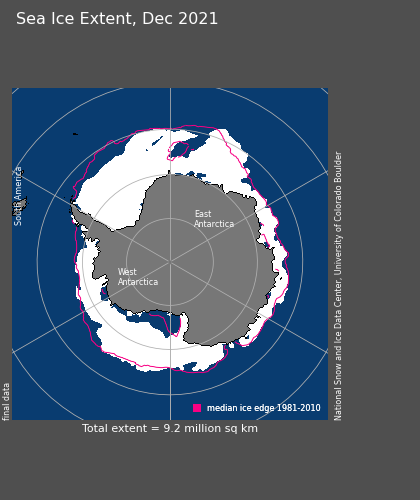 Sea Ice Extent, Dec 2021
South America
East
Antarctica
West
Antarctica
National Snow and Ice Data Center, University of Colorado Boulder
final data
median ice edge 1981-2010
Total extent = 9.2 million sq km